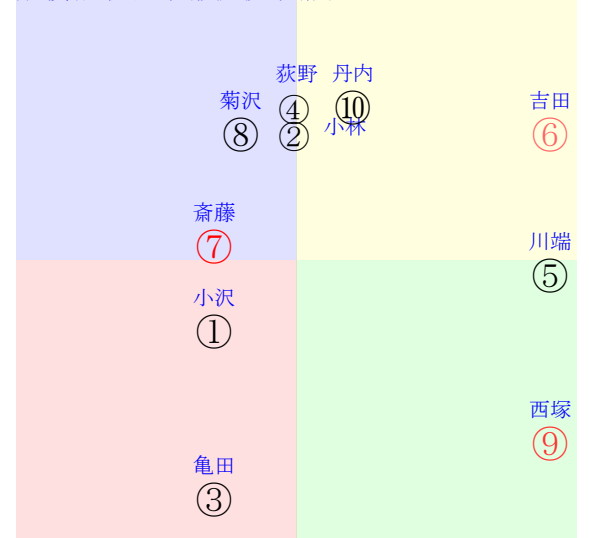 荻野 丹内
菊沢 吉田
④ ⑩
小林
⑧ ② ⑥
斎藤
⑦ 川端
⑤
小沢
①
西塚
⑨
亀田
③